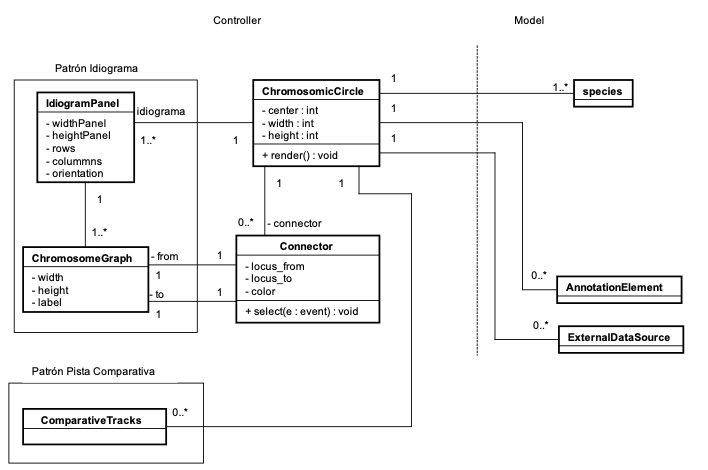 Controller
Model
Patrón Idiograma
IdiogramPanel
- widthPanel
- heightPanel
- rows
- colummns
- orientation
idiograma
1..*
1
ChromosomicCircle
- center : int
- width : int
- height : int
+ render() : void
1
1
1
1..*
species
1
1..*
1
1
0..*
- connector
ChromosomeGraph
- width
- height
- label
- from
1
1
- to
1
1
Connector
- locus_from
- locus_to
- color
+ select(e : event) : void
0..*
AnnotationElement
0..*
ExternalDataSource
Patrón Pista Comparativa
ComparativeTracks
0..*